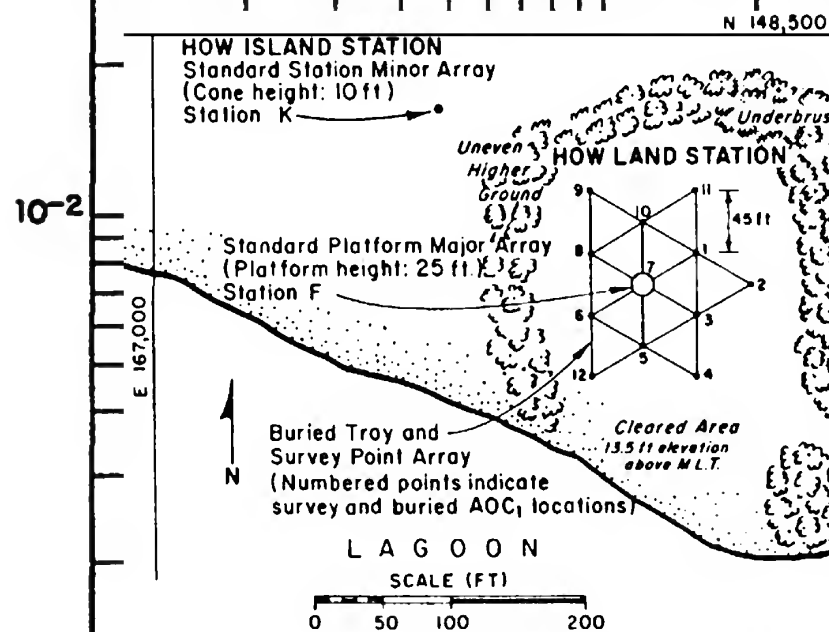 N 148,500
HOW ISLAND STATION
Standard Station Minor Array
(Cone height: 10 ft)
Station K
Underbrus
Uneven
Higher
Ground
HOW LAND STATION
9
11
10
45 ft
10-2
Standard Platform Major Array
(Platform height: 25 ft.)
Station F
8
1
7
2
6
3
5
12
4
E 167,000
Buried Tray and
Survey Point Array
(Numbered points indicate
survey and buried AOC1 locations)
Cleared Area
13.5 ft elevation
above M.L.T.
N
LAGOON
SCALE (FT)
0 50 100 200